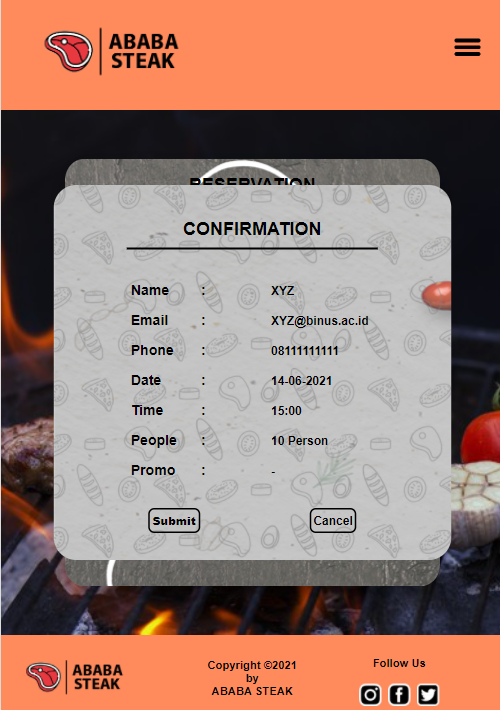 ABABA
STEAK
RESERVATION
CONFIRMATION
Name : XYZ
Email : XYZ@binus.ac.id
Phone : 08111111111
Date : 14-06-2021
Time : 15:00
People : 10 Person
Promo : -
Submit Cancel
ABABA
STEAK
Copyright ©2021
by
ABABA STEAK
Follow Us